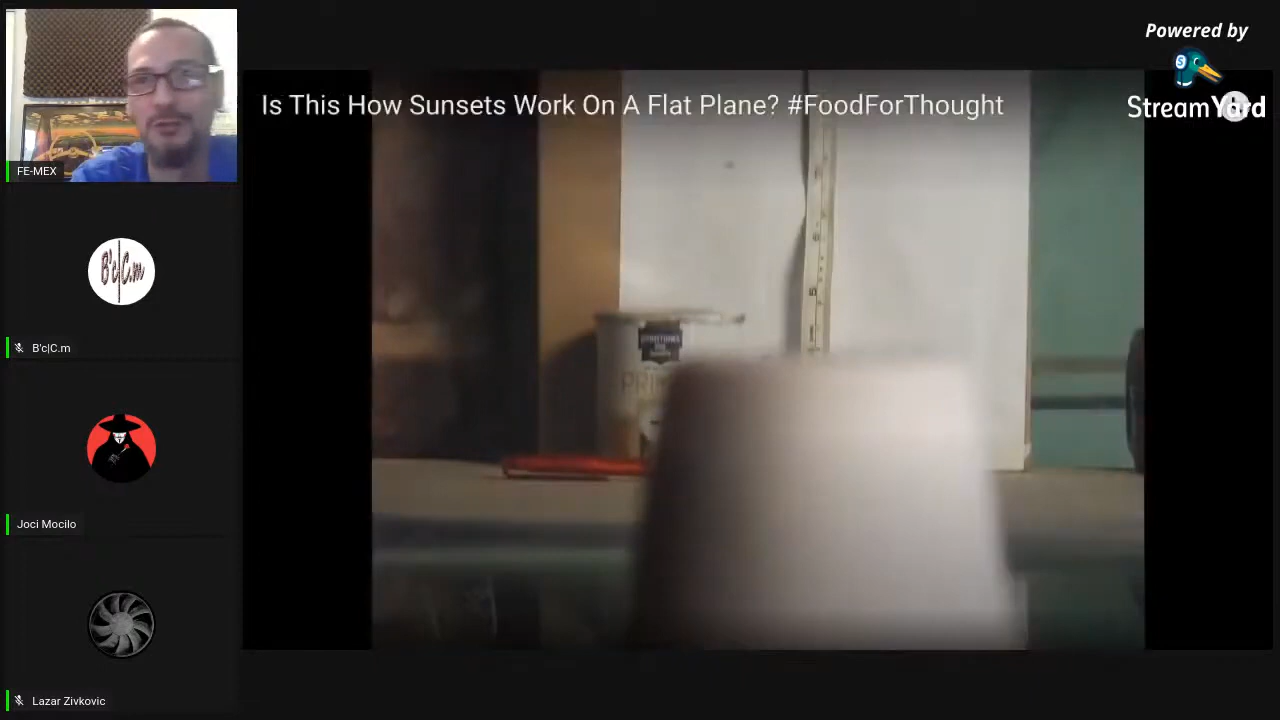 Powered by
StreamYard
Is This How Sunsets Work On A Flat Plane? #FoodForThought
FE-MEX
B'c|C.m
B'c|C.m
Joci Mocilo
Lazar Zivkovic